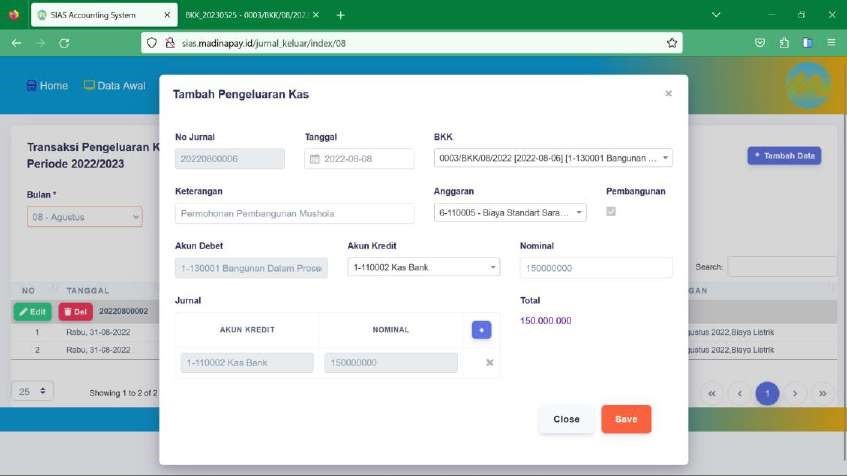 SIAS Accounting System
BKK_20230525 - 0003/BKK/08/202
sias.madinapay.id/jurnal_keluar/index/08
Home
Data Awal
Tambah Pengeluaran Kas
Transaksi Pengeluaran K
Periode 2022/2023
Tambah Data
Bulan *
08 - Agustus
No Jurnal
Tanggal
BKK
20220800006
2022-08-08
0003/BKK/08/2022 [2022-08-06] [1-130001 Bangunan ...
Keterangan
Anggaran
Pembangunan
Permohonan Pembangunan Mushola
6-110005 - Biaya Standart Sara...
Akun Debet
Akun Kredit
Nominal
1-130001 Bangunan Dalam Prose
1-110002 Kas Bank
150000000
Search:
Jurnal
Total
AKUN KREDIT
NOMINAL
+
150.000.000
1-110002 Kas Bank
150000000
NO
TANGGAL
GAN
Edit
Del
20220800002
1
Rabu, 31-08-2022
gustus 2022,Biaya Listrik
2
Rabu, 31-08-2022
gustus 2022,Biaya Listrik
25
Showing 1 to 2 of 2
1
Close
Save